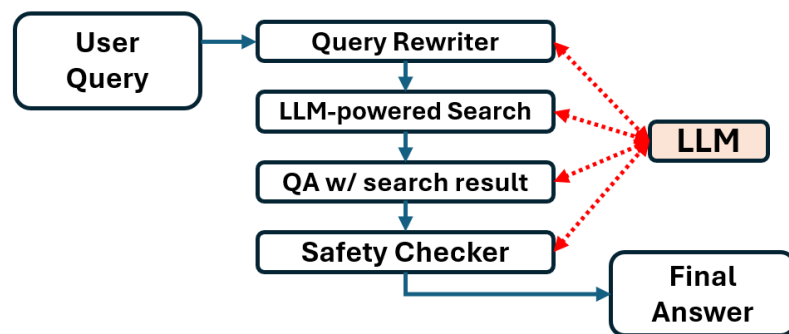 User
Query
Query Rewriter
LLM-powered Search
LLM
QA w/ search result
Safety Checker
Final
Answer